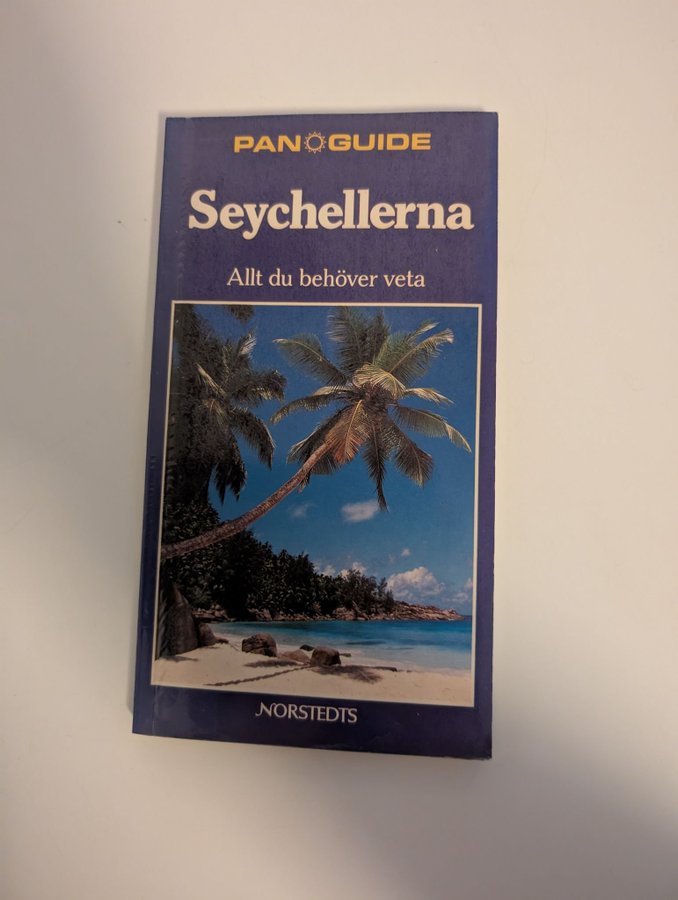 PAN GUIDE
Seychellerna
Allt du behöver veta
NORSTEDTS